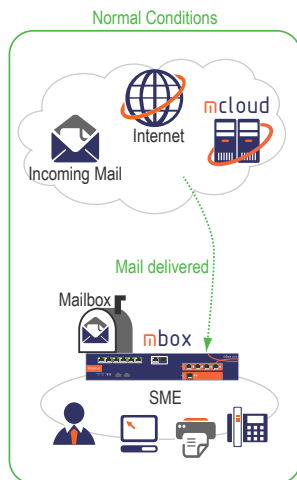 Normal Conditions
mcloud
Internet
Incoming Mail
Mail delivered
Mailbox
mbox
SME